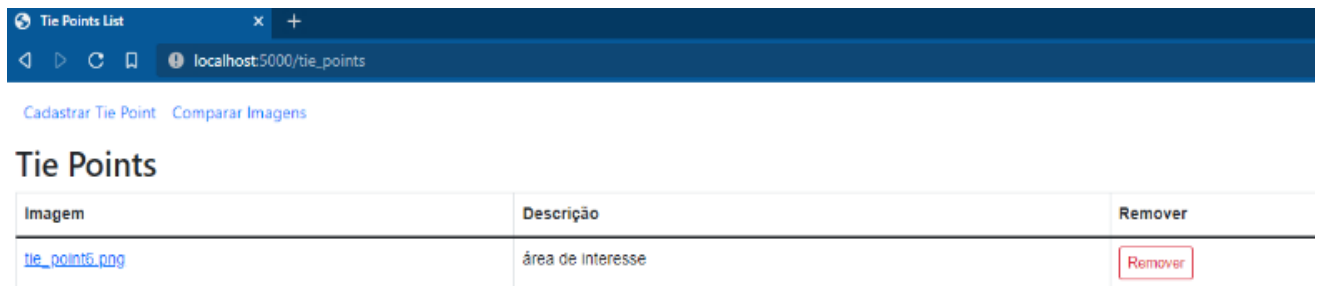 Tie Points List × +
localhost:5000/tie_points
Cadastrar Tie Point Comparar Imagens
Tie Points
Imagem Descrição Remover
tie_point6.png área de interesse Remover